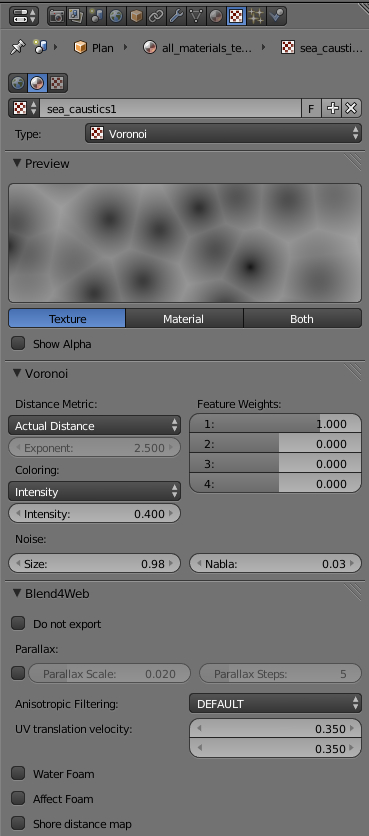 Plan all_materials_te... sea_causti...
sea_caustics1 F
Type: Voronoi
Preview
Texture Material Both
Show Alpha
Voronoi
Distance Metric: Feature Weights:
Actual Distance 1: 1.000
Exponent: 2.500 2: 0.000
Coloring: 3: 0.000
Intensity 4: 0.000
Intensity: 0.400
Noise:
Size: 0.98 Nabla: 0.03
Blend4Web
Do not export
Parallax:
Parallax Scale: 0.020 Parallax Steps: 5
Anisotropic Filtering: DEFAULT
UV translation velocity: 0.350
0.350
Water Foam
Affect Foam
Shore distance map